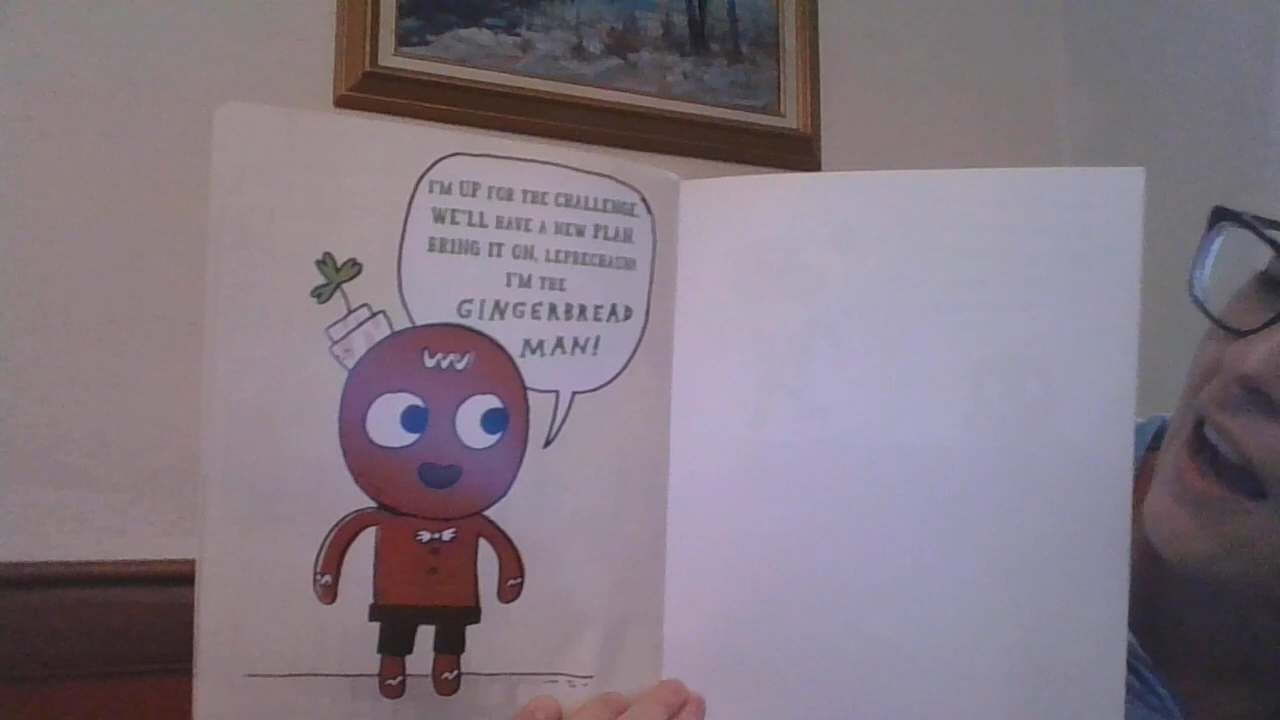 I'M UP FOR THE CHALLENGE.
WE'LL HAVE A NEW PLAN.
BRING IT ON, LEPRECHAUN!
I'M THE
GINGERBREAD
MAN!